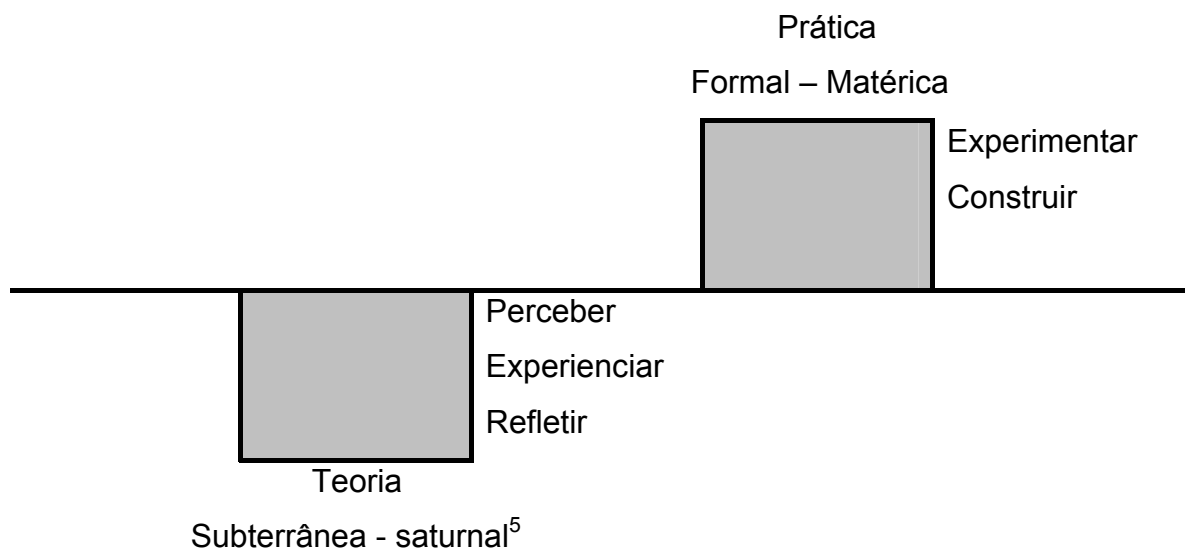 Prática
Formal – Matérica
Experimentar
Construir
Perceber
Experienciar
Refletir
Teoria
Subterrânea - saturnal⁵